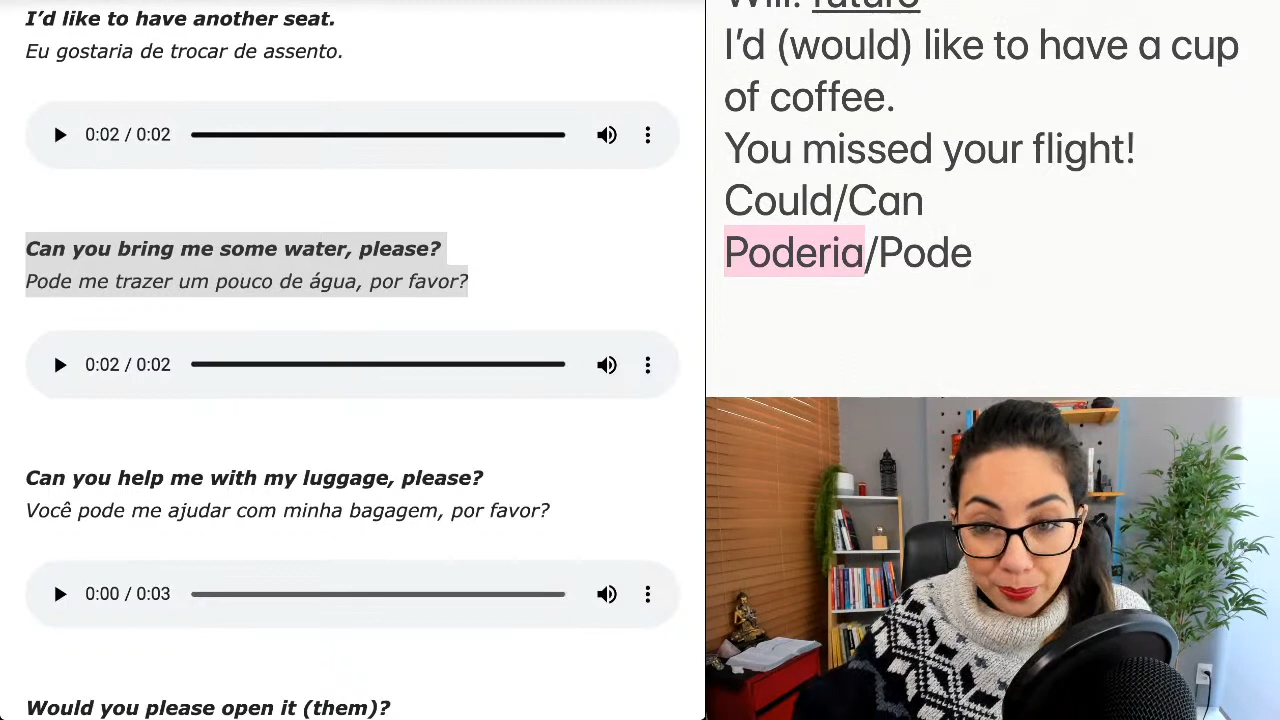 I’d like to have another seat.
Eu gostaria de trocar de assento.
0:02 / 0:02
Can you bring me some water, please?
Pode me trazer um pouco de água, por favor?
0:02 / 0:02
Can you help me with my luggage, please?
Você pode me ajudar com minha bagagem, por favor?
0:00 / 0:03
Would you please open it (them)?
Will: futuro
I’d (would) like to have a cup
of coffee.
You missed your flight!
Could/Can
Poderia/Pode